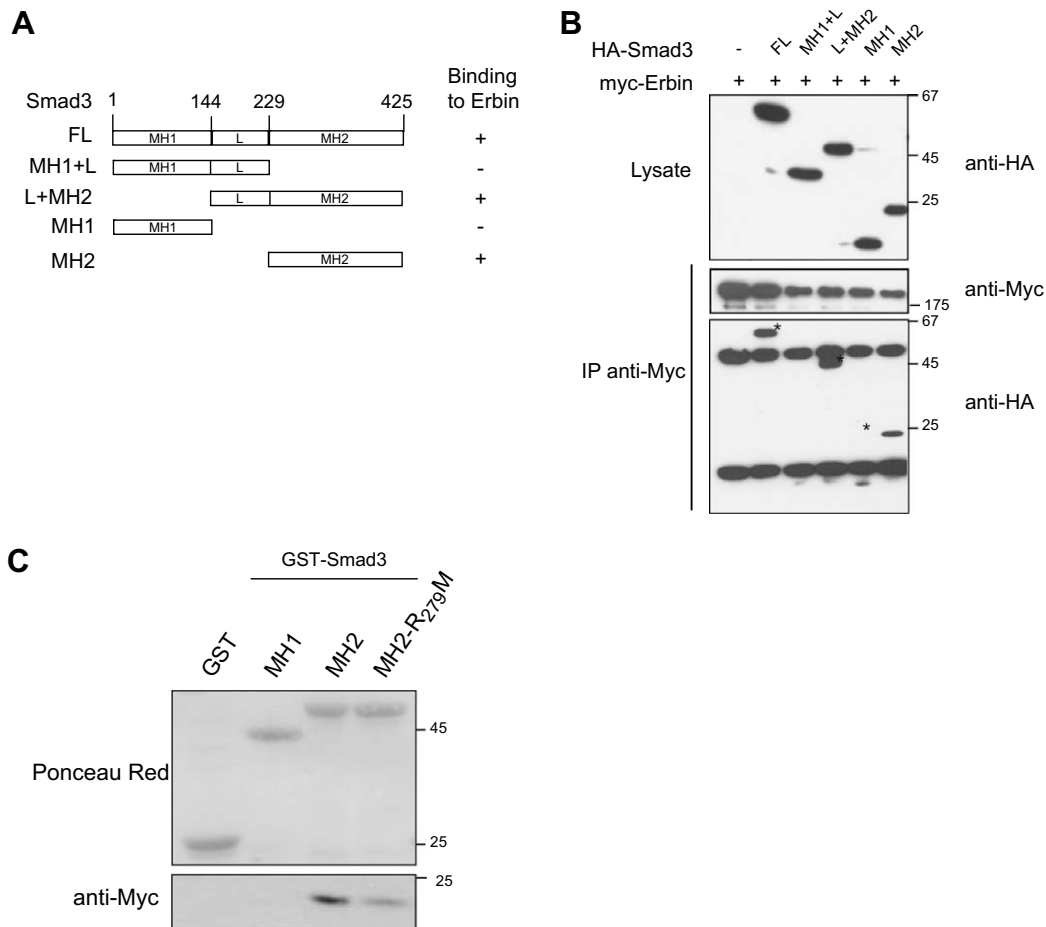 A
Binding
to Erbin
Smad3 1 144 229 425
FL MH1 L MH2 +
MH1+L MH1 L -
L+MH2 L MH2 +
MH1 MH1 -
MH2 MH2 +
B
HA-Smad3 - FL MH1+L L+MH2 MH1 MH2
myc-Erbin + + + + + +
67
Lysate 45 anti-HA
25
175 anti-Myc
67
*
IP anti-Myc 45
*
anti-HA
* 25
C
GST-Smad3
GST MH1 MH2 MH2-R279M
45
Ponceau Red
25
25
anti-Myc